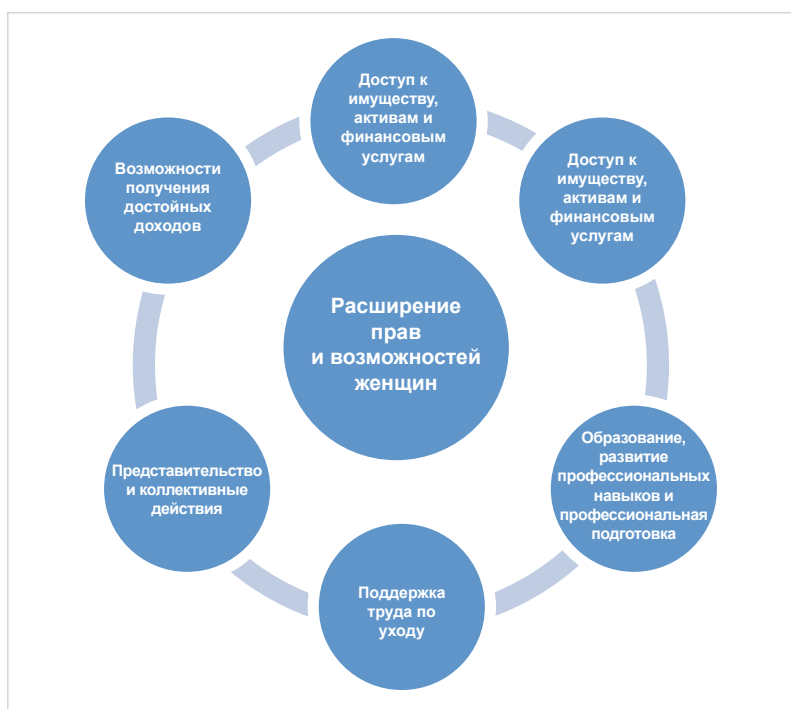 Доступ к
имуществу,
активам и
финансовым
услугам
Доступ к
имуществу,
активам и
финансовым
услугам
Образование,
развитие
профессиональных
навыков и
профессиональная
подготовка
Поддержка
труда по
уходу
Представительство
и коллективные
действия
Возможности
получения
достойных
доходов
Расширение
прав
и возможностей
женщин